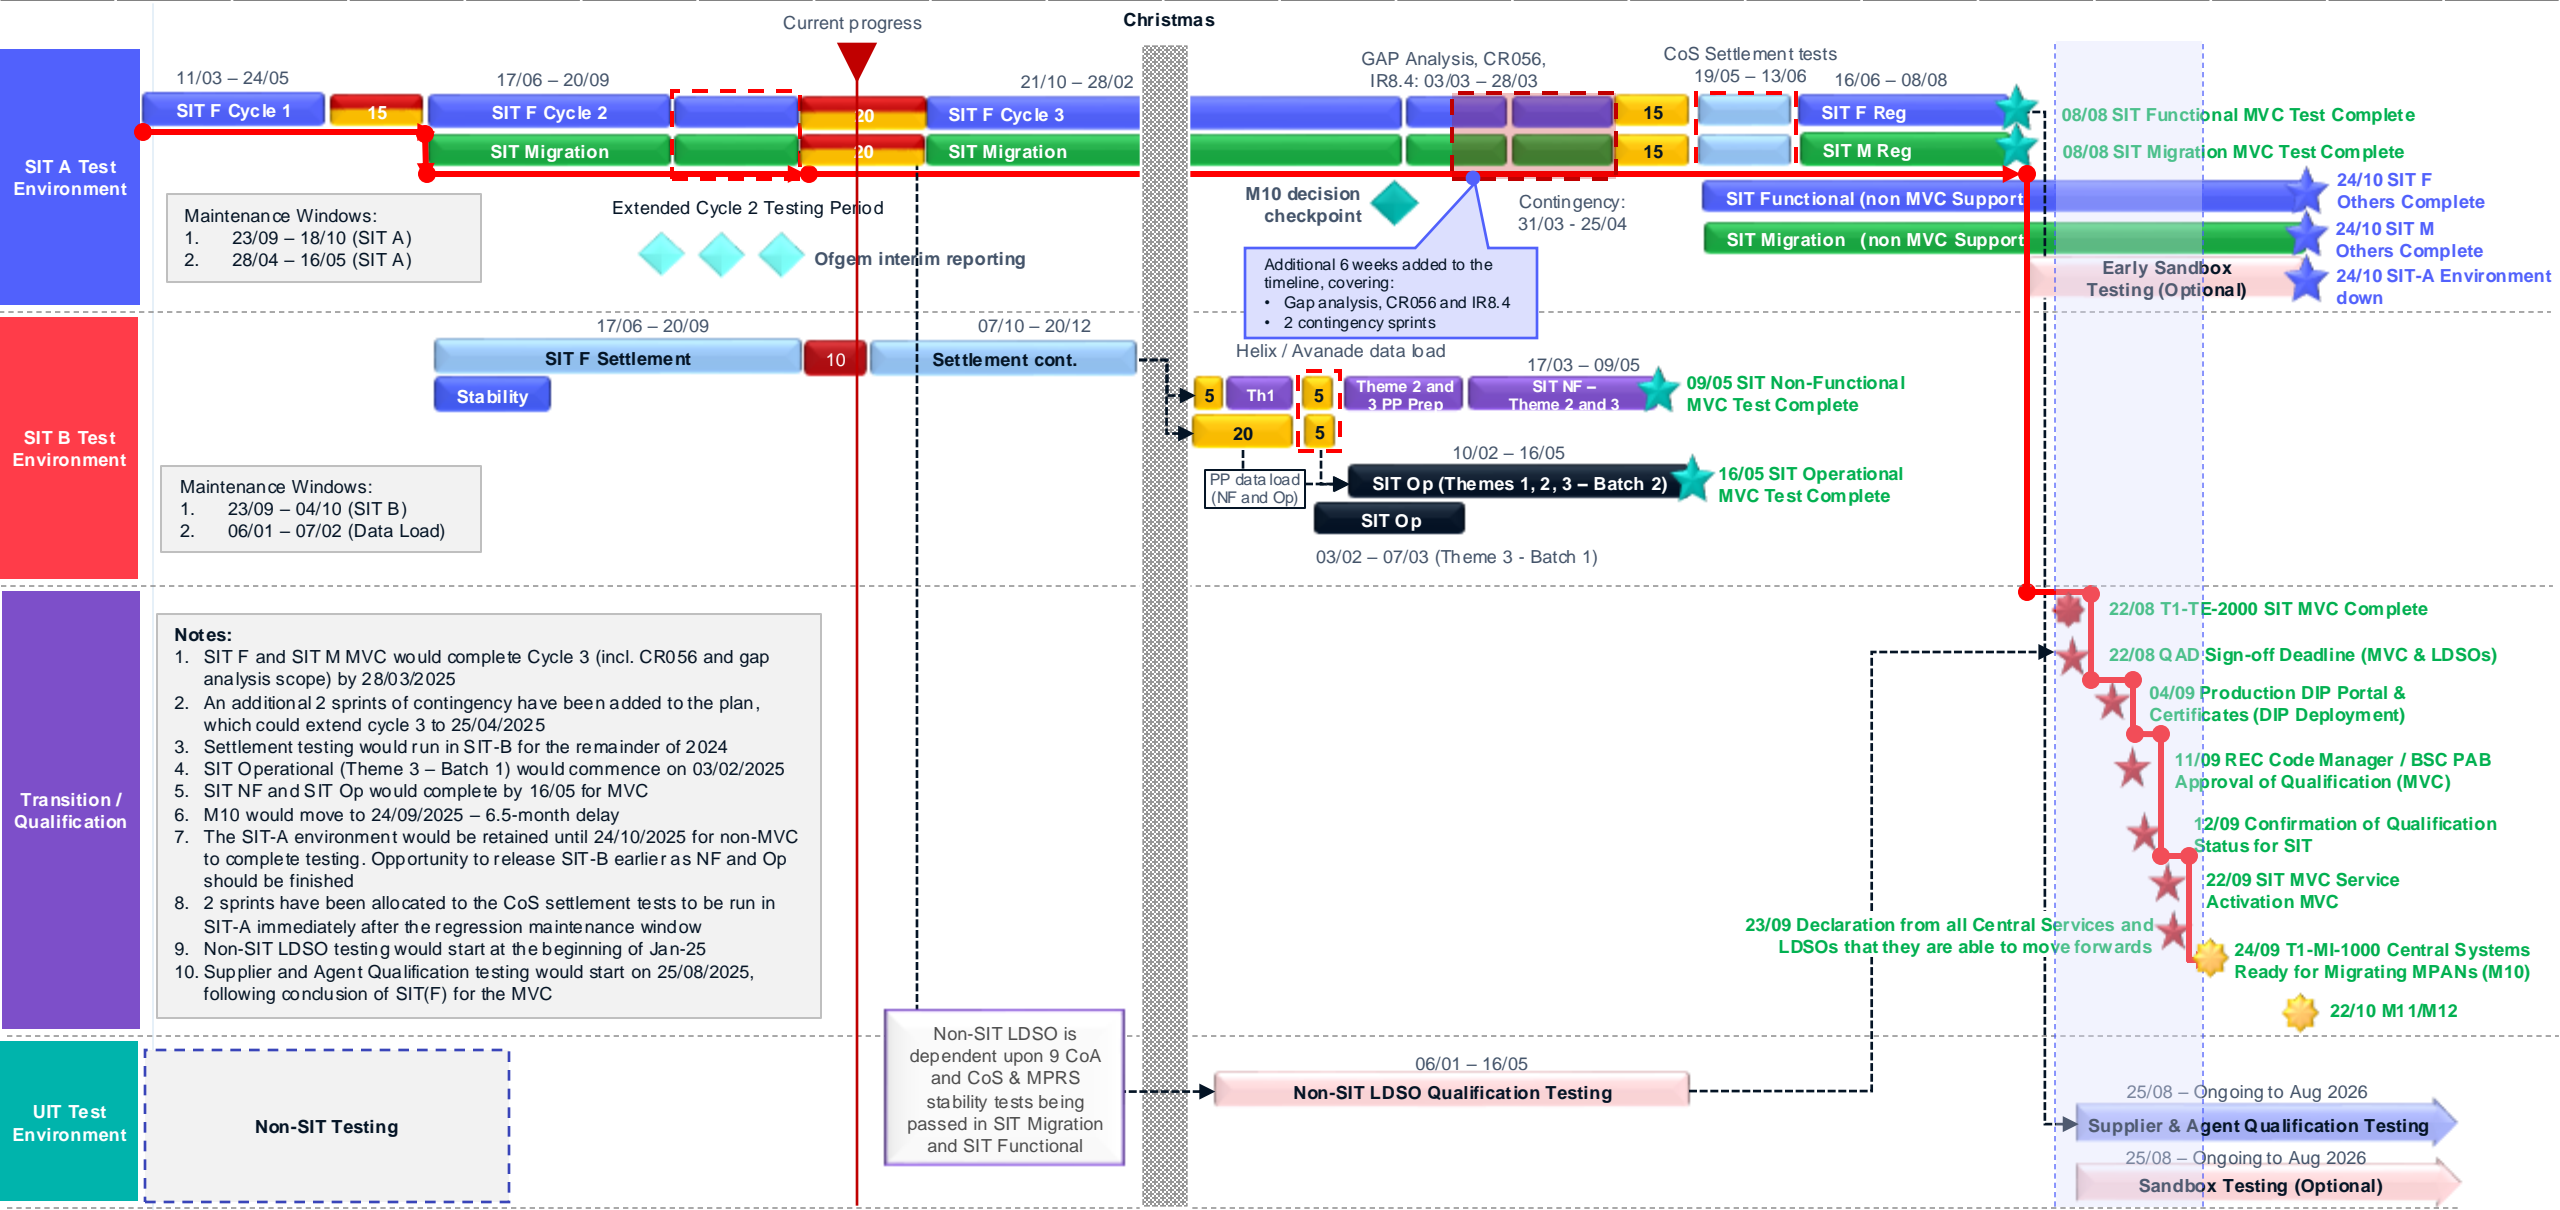 Current progress
Christmas
SIT A Test
Environment
11/03 – 24/05
17/06 – 20/09
21/10 – 28/02
GAP Analysis, CR056,
IR8.4: 03/03 – 28/03
CoS Settlement tests
19/05 – 13/06
16/06 – 08/08
SIT F Cycle 1
15
SIT F Cycle 2
20
SIT F Cycle 3
15
SIT F Reg
08/08 SIT Functional MVC Test Complete
SIT Migration
20
SIT Migration
15
SIT M Reg
08/08 SIT Migration MVC Test Complete
Maintenance Windows:
1. 23/09 – 18/10 (SIT A)
2. 28/04 – 16/05 (SIT A)
Extended Cycle 2 Testing Period
Ofgem interim reporting
M10 decision
checkpoint
Contingency:
31/03 - 25/04
Additional 6 weeks added to the
timeline, covering:
• Gap analysis, CR056 and IR8.4
• 2 contingency sprints
SIT Functional (non MVC Support
24/10 SIT F
Others Complete
SIT Migration (non MVC Support
24/10 SIT M
Others Complete
Early Sandbox
Testing (Optional)
24/10 SIT-A Environment
down
SIT B Test
Environment
17/06 – 20/09
07/10 – 20/12
SIT F Settlement
10
Settlement cont.
Stability
Helix / Avanade data load
17/03 – 09/05
5
Th1
5
Theme 2 and
3 PP Prep
SIT NF –
Theme 2 and 3
09/05 SIT Non-Functional
MVC Test Complete
20
5
10/02 – 16/05
PP data load
(NF and Op)
SIT Op (Themes 1, 2, 3 – Batch 2)
16/05 SIT Operational
MVC Test Complete
SIT Op
03/02 – 07/03 (Theme 3 - Batch 1)
Maintenance Windows:
1. 23/09 – 04/10 (SIT B)
2. 06/01 – 07/02 (Data Load)
Transition /
Qualification
Notes:
1. SIT F and SIT M MVC would complete Cycle 3 (incl. CR056 and gap
analysis scope) by 28/03/2025
2. An additional 2 sprints of contingency have been added to the plan,
which could extend cycle 3 to 25/04/2025
3. Settlement testing would run in SIT-B for the remainder of 2024
4. SIT Operational (Theme 3 – Batch 1) would commence on 03/02/2025
5. SIT NF and SIT Op would complete by 16/05 for MVC
6. M10 would move to 24/09/2025 – 6.5-month delay
7. The SIT-A environment would be retained until 24/10/2025 for non-MVC
to complete testing. Opportunity to release SIT-B earlier as NF and Op
should be finished
8. 2 sprints have been allocated to the CoS settlement tests to be run in
SIT-A immediately after the regression maintenance window
9. Non-SIT LDSO testing would start at the beginning of Jan-25
10. Supplier and Agent Qualification testing would start on 25/08/2025,
following conclusion of SIT(F) for the MVC
22/08 T1-TE-2000 SIT MVC Complete
22/08 QAD Sign-off Deadline (MVC & LDSOs)
04/09 Production DIP Portal &
Certificates (DIP Deployment)
11/09 REC Code Manager / BSC PAB
Approval of Qualification (MVC)
12/09 Confirmation of Qualification
Status for SIT
22/09 SIT MVC Service
Activation MVC
23/09 Declaration from all Central Services and
LDSOs that they are able to move forwards
24/09 T1-MI-1000 Central Systems
Ready for Migrating MPANs (M10)
22/10 M11/M12
UIT Test
Environment
Non-SIT Testing
Non-SIT LDSO is
dependent upon 9 CoA
and CoS & MPRS
stability tests being
passed in SIT Migration
and SIT Functional
06/01 – 16/05
Non-SIT LDSO Qualification Testing
25/08 – Ongoing to Aug 2026
Supplier & Agent Qualification Testing
25/08 – Ongoing to Aug 2026
Sandbox Testing (Optional)